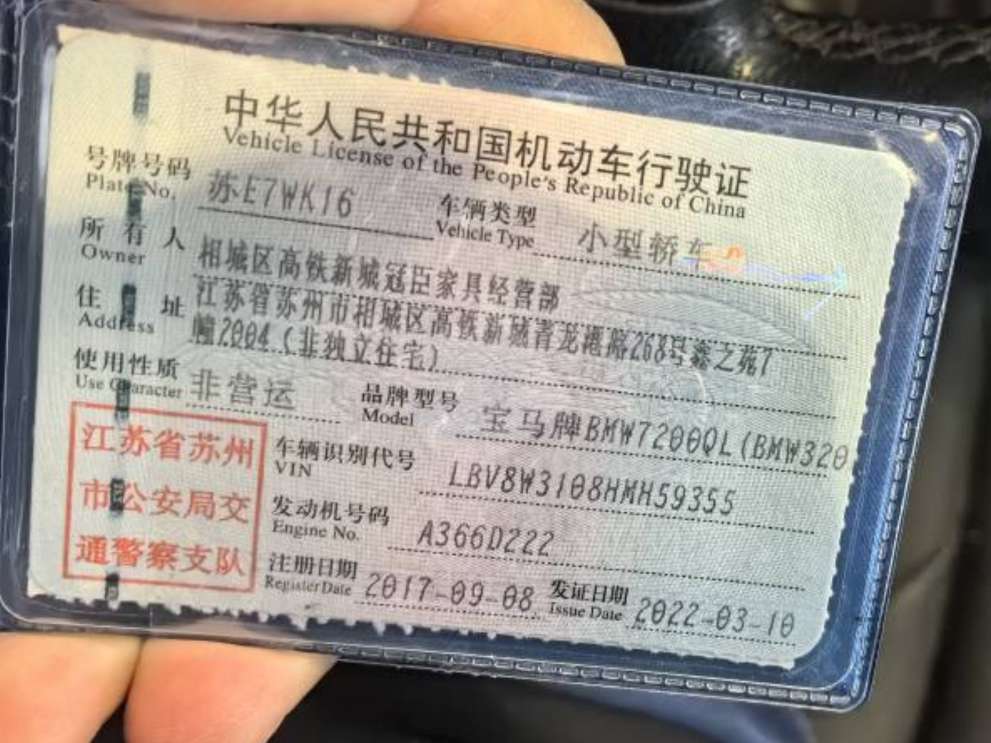 中华人民共和国机动车行驶证
Vehicle License of the People's Republic of China
号牌号码 苏E7WK16 车辆类型 小型轿车
Plate No. Vehicle Type
所有人 相城区高铁新城冠臣家具经营部
Owner
住址 江苏省苏州市相城区高铁新城青龙港路268号森之苑7
Address 幢2004(非独立住宅)
使用性质 非营运 品牌型号 宝马牌BMW7200QL(BMW320
Use Character Model
江苏省苏州
市公安局交
通警察支队
车辆识别代号 LBV8W3108HMH59355
VIN
发动机号码 A366D222
Engine No.
注册日期 2017-09-08 发证日期 2022-03-10
Register Date Issue Date